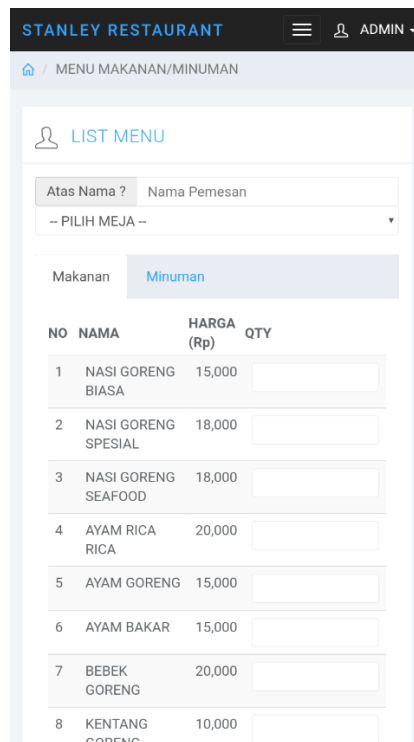 STANLEY RESTAURANT ADMIN
/ MENU MAKANAN/MINUMAN
LIST MENU
Atas Nama ? Nama Pemesan
-- PILIH MEJA --
Makanan Minuman
NO NAMA HARGA (Rp) QTY
1 NASI GORENG BIASA 15,000
2 NASI GORENG SPESIAL 18,000
3 NASI GORENG SEAFOOD 18,000
4 AYAM RICA RICA 20,000
5 AYAM GORENG 15,000
6 AYAM BAKAR 15,000
7 BEBEK GORENG 20,000
8 KENTANG GORENG 10,000